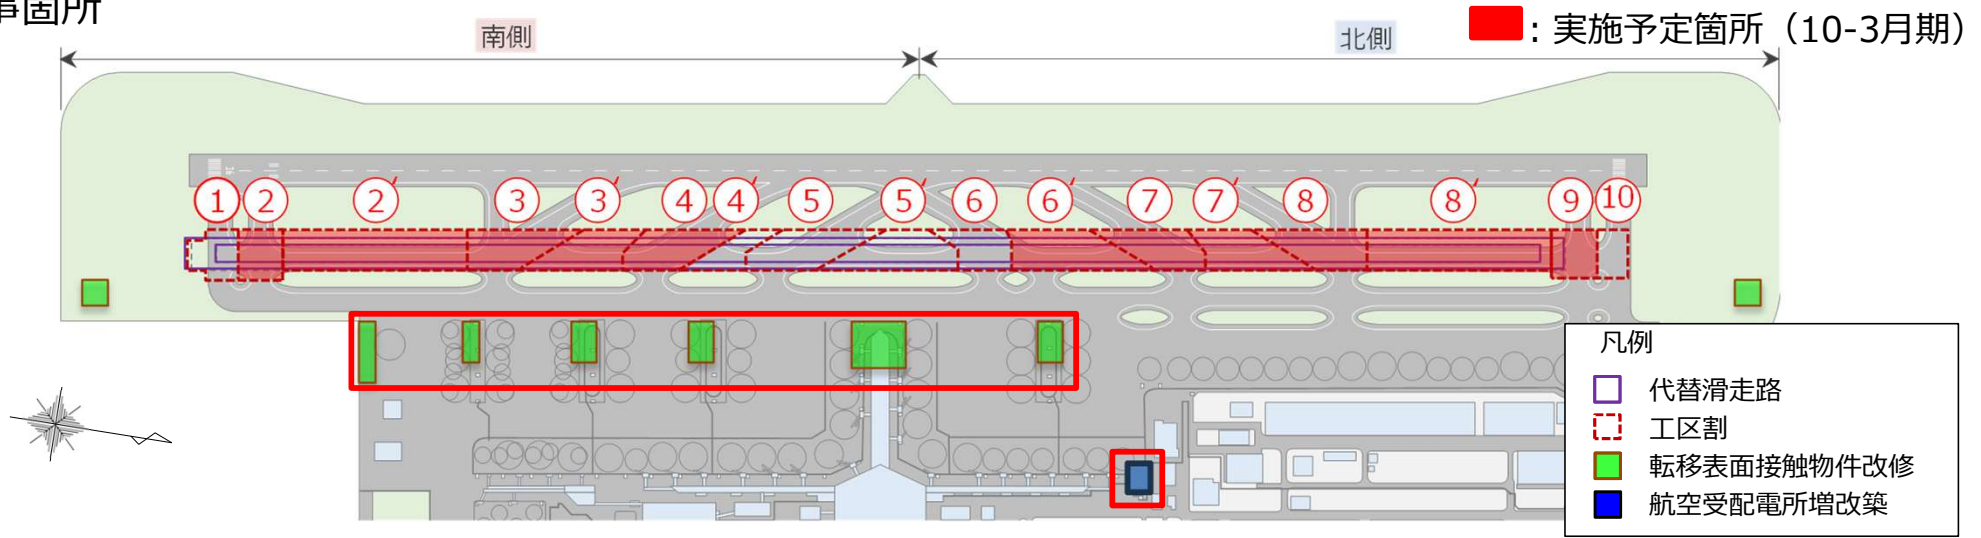 事箇所
南側
北側
：実施予定箇所（10-3月期）
① ② ②′ ③ ③′ ④ ④′ ⑤ ⑤′ ⑥ ⑥′ ⑦ ⑦′ ⑧ ⑧′ ⑨ ⑩
凡例
代替滑走路
工区割
転移表面接触物件改修
航空受配電所増改築